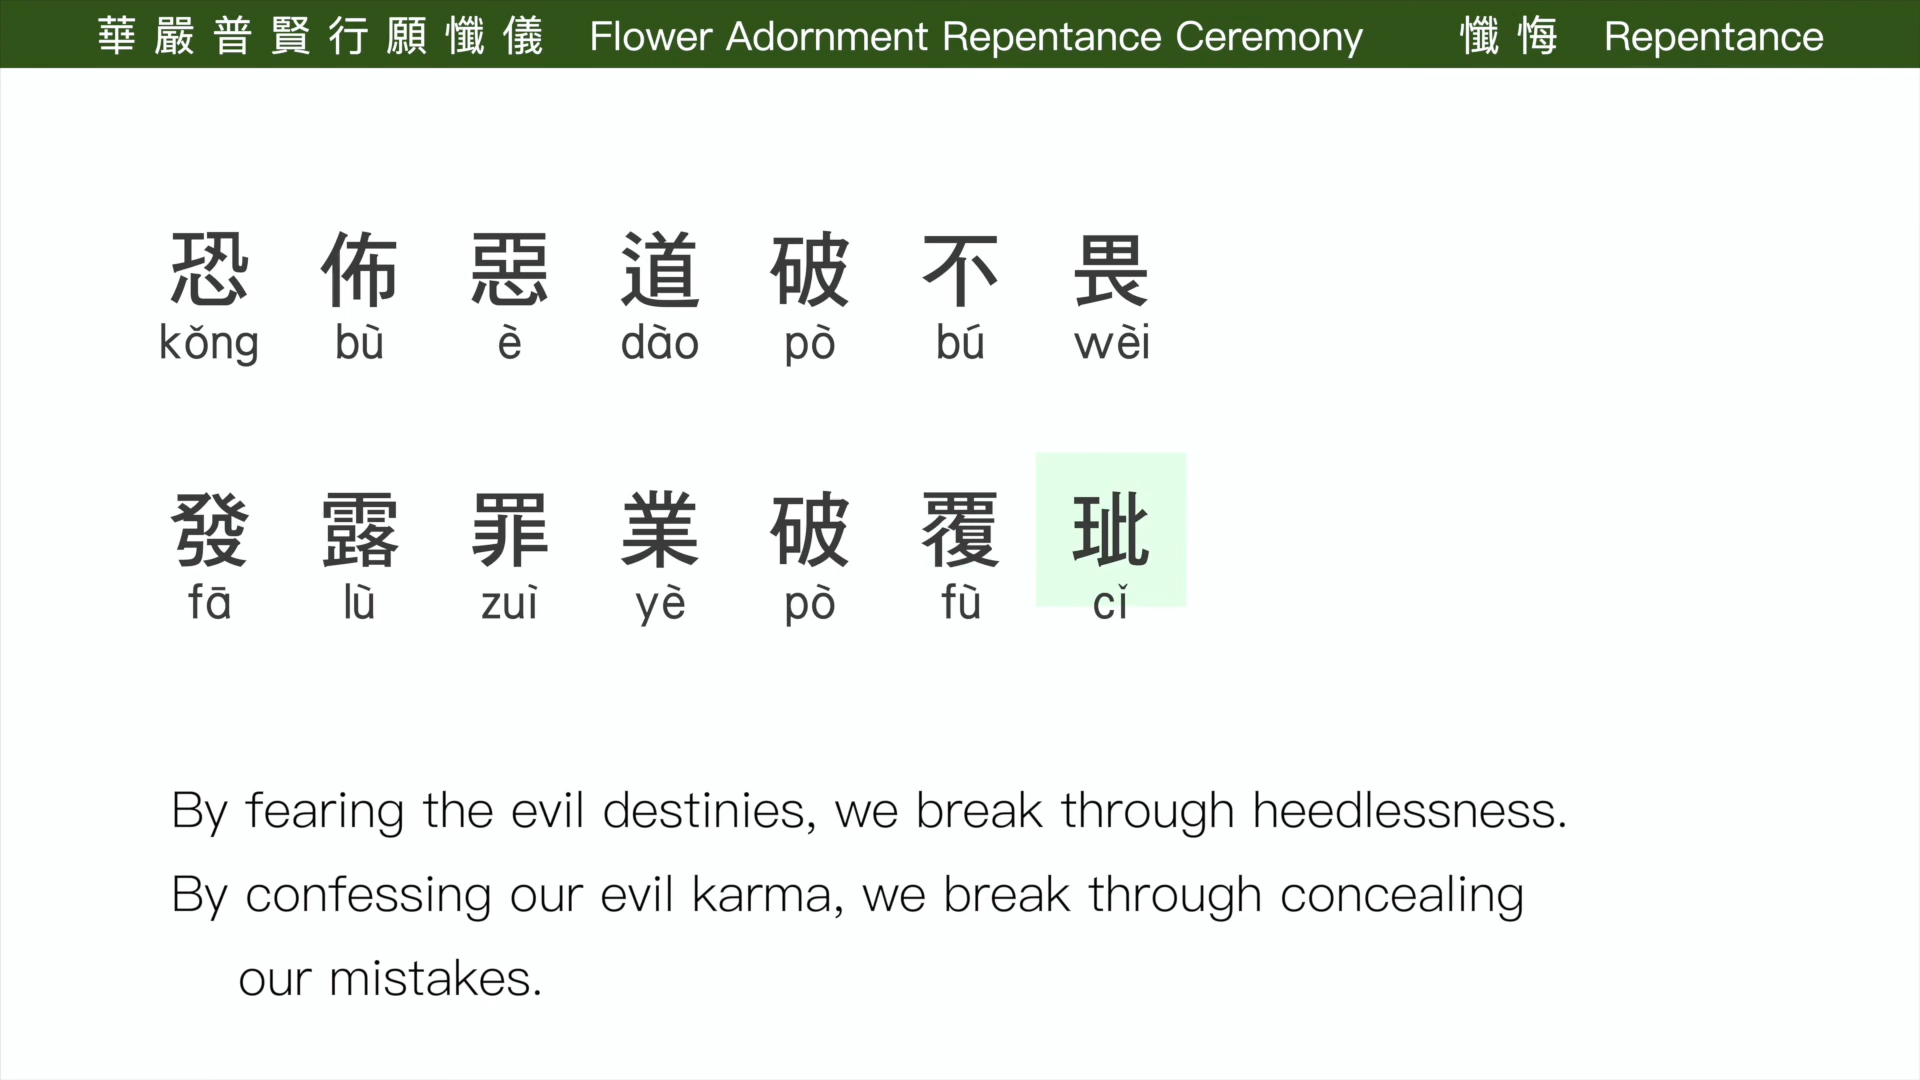 華嚴普賢行願懺儀 Flower Adornment Repentance Ceremony 懺悔 Repentance
恐佈惡道破不畏
kǒng bù è dào pò bú wèi
發露罪業破覆玼
fā lù zuì yè pò fù cǐ
By fearing the evil destinies, we break through heedlessness.
By confessing our evil karma, we break through concealing
our mistakes.